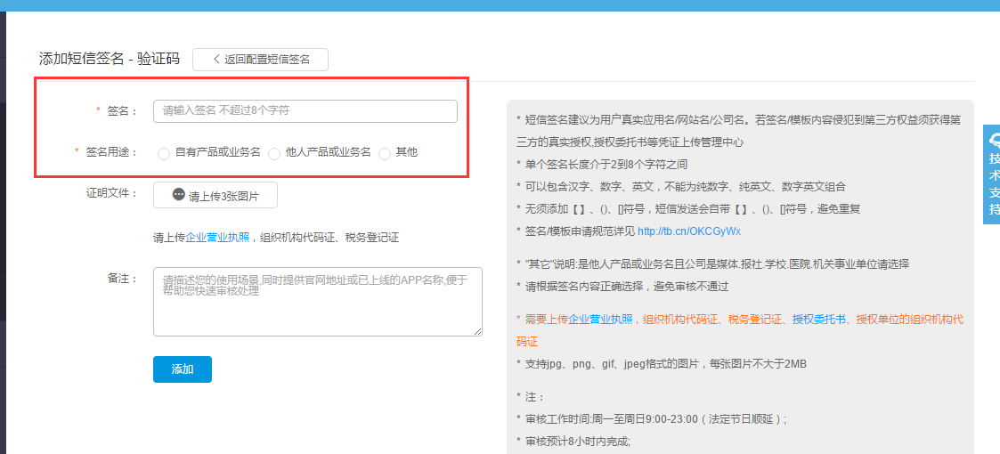 添加短信签名 - 验证码
< 返回配置短信签名
* 签名：
请输入签名 不超过8个字符
* 签名用途：
自有产品或业务名
他人产品或业务名
其他
证明文件：
请上传3张图片
请上传企业营业执照，组织机构代码证、税务登记证
备注：
请描述您的使用场景,同时提供官网地址或已上线的APP名称,便于
帮助您快速审核处理
添加
* 短信签名建议为用户真实应用名/网站名/公司名。若签名/模板内容侵犯到第三方权益须获得第
三方的真实授权,授权委托书等凭证上传管理中心
* 单个签名长度介于2到8个字符之间
* 可以包含汉字、数字、英文，不能为纯数字、纯英文、数字英文组合
* 无须添加【】、()、[]符号，短信发送会自带【】、()、[]符号，避免重复
* 签名/模板申请规范详见 http://tb.cn/OKCGyWx
* "其它"说明:是他人产品或业务名且公司是媒体.报社.学校.医院.机关事业单位请选择
* 请根据签名内容正确选择，避免审核不通过
* 需要上传企业营业执照，组织机构代码证、税务登记证、授权委托书、授权单位的组织机构代
码证
* 支持jpg、png、gif、jpeg格式的图片，每张图片不大于2MB
* 注：
* 审核工作时间:周一至周日9:00-23:00（法定节日顺延）;
* 审核预计8小时内完成;
技
术
支
持